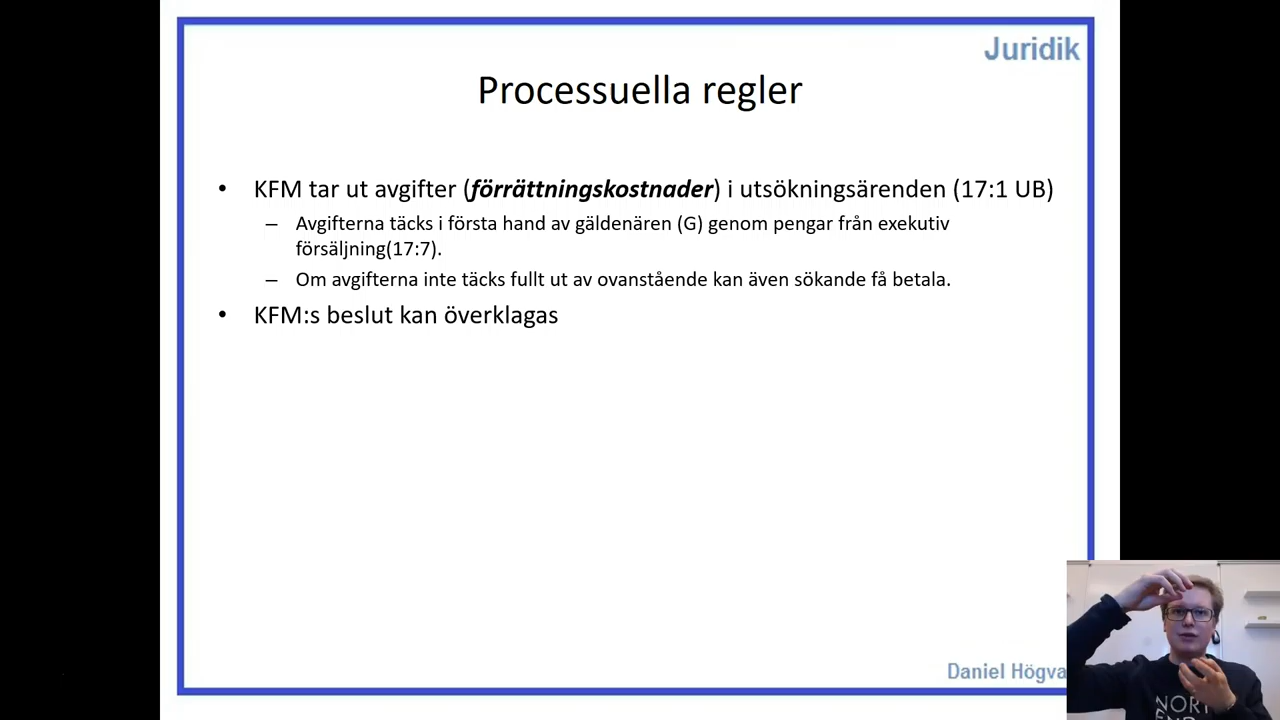 Juridik
Processuella regler
• KFM tar ut avgifter (förrättningskostnader) i utsökningsärenden (17:1 UB)
– Avgifterna täcks i första hand av gäldenären (G) genom pengar från exekutiv
försäljning(17:7).
– Om avgifterna inte täcks fullt ut av ovanstående kan även sökande få betala.
• KFM:s beslut kan överklagas
Daniel Högva
NORT